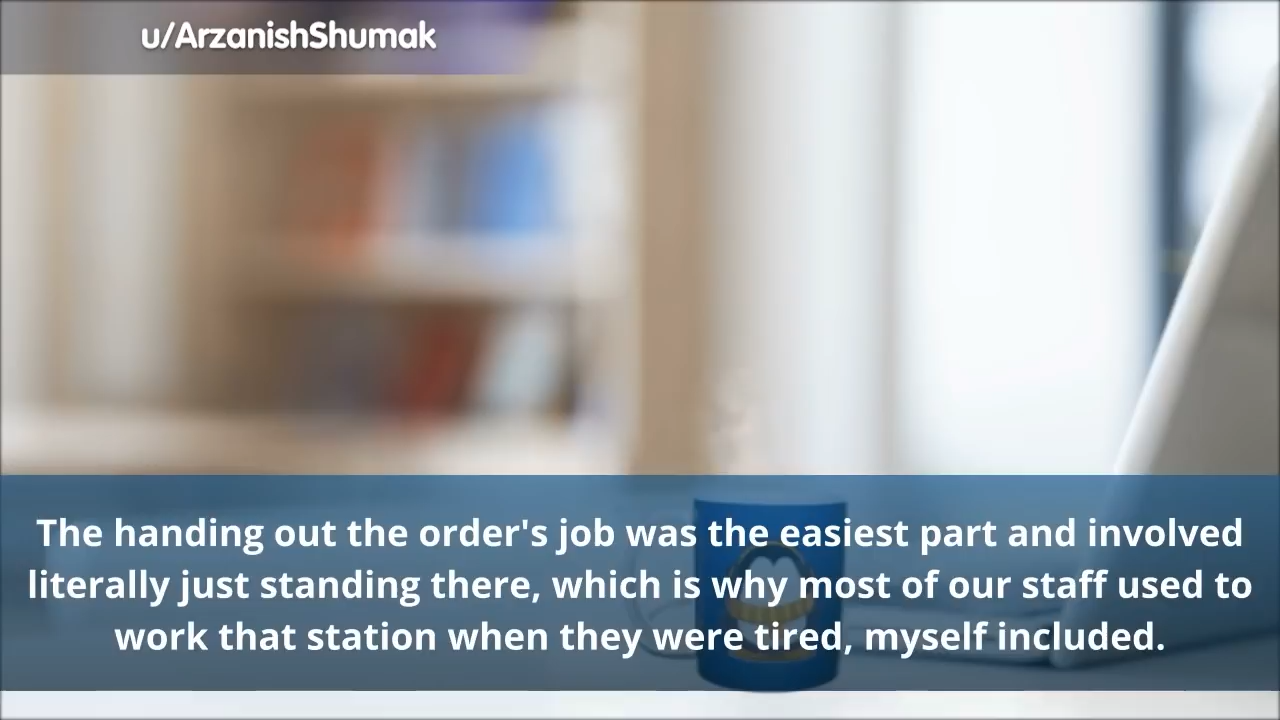 u/ArzanishShumak
The handing out the order's job was the easiest part and involved
literally just standing there, which is why most of our staff used to
work that station when they were tired, myself included.